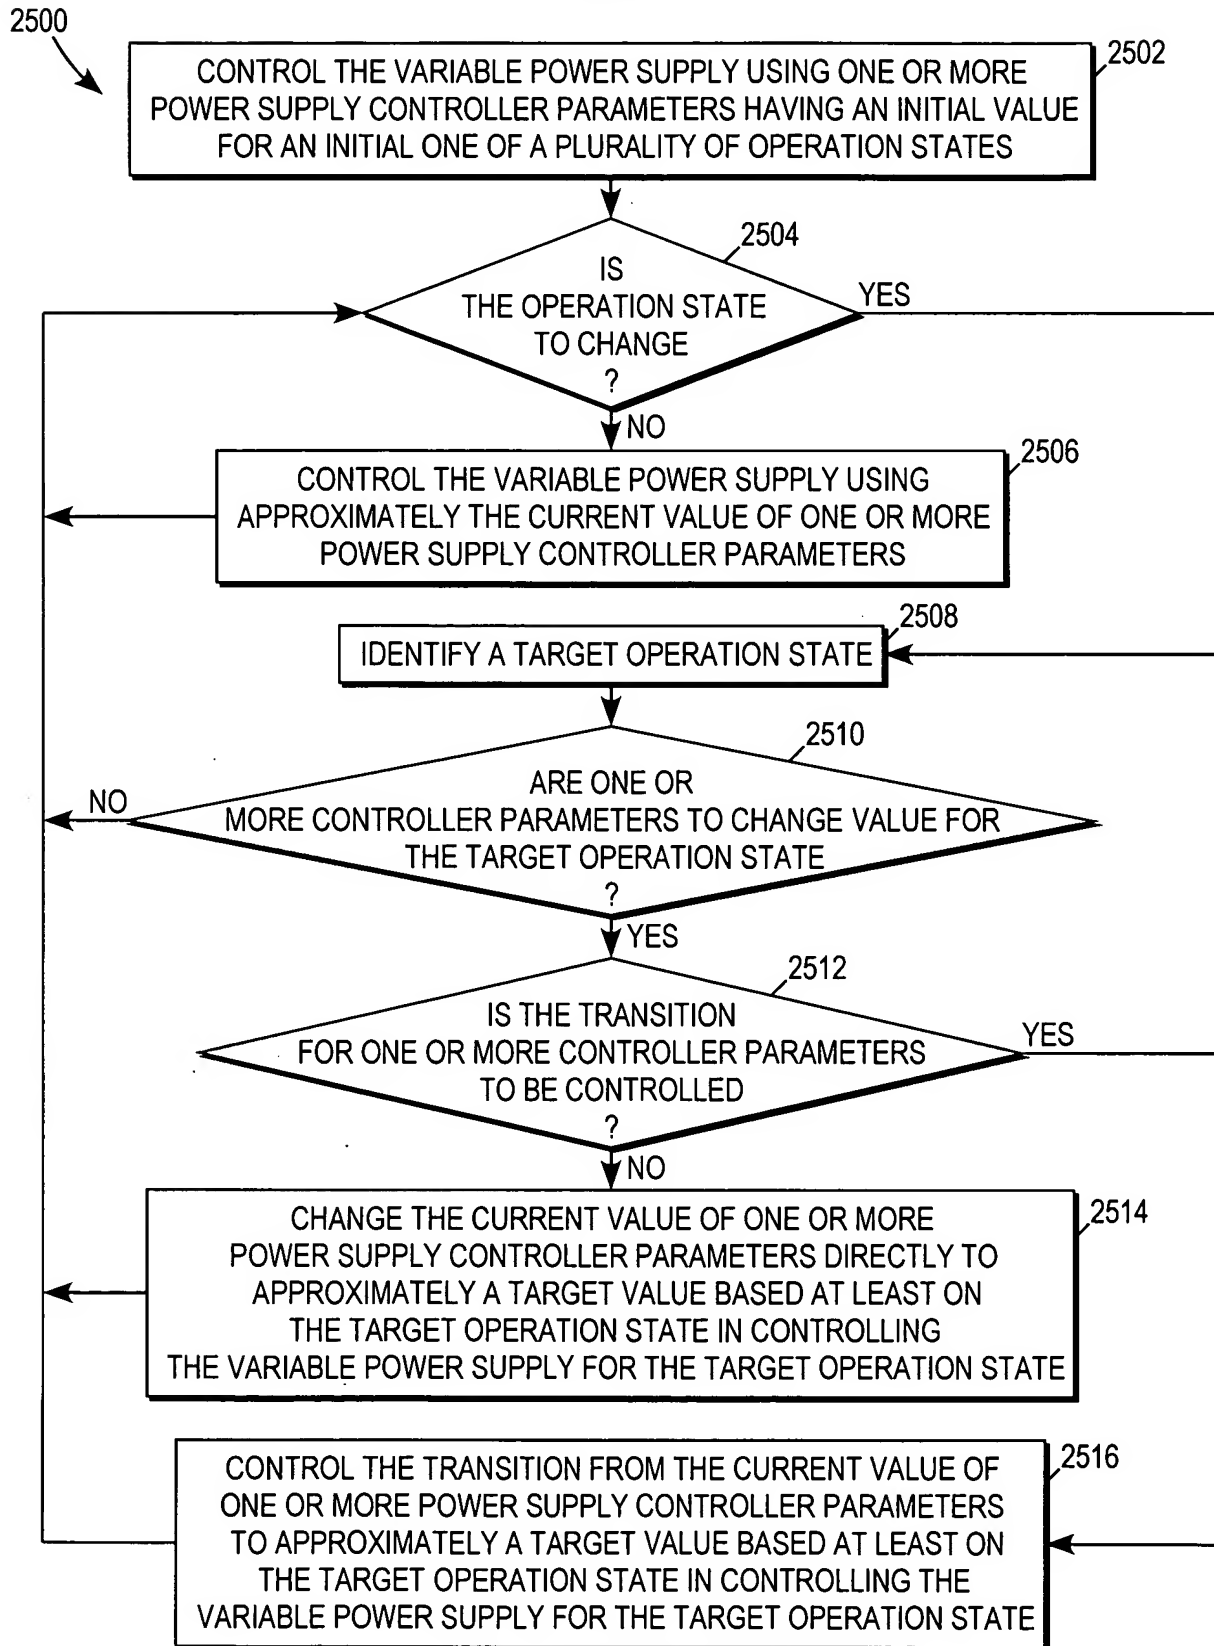 2500
2502
CONTROL THE VARIABLE POWER SUPPLY USING ONE OR MORE
POWER SUPPLY CONTROLLER PARAMETERS HAVING AN INITIAL VALUE
FOR AN INITIAL ONE OF A PLURALITY OF OPERATION STATES
2504
IS
THE OPERATION STATE
TO CHANGE
?
YES
NO
2506
CONTROL THE VARIABLE POWER SUPPLY USING
APPROXIMATELY THE CURRENT VALUE OF ONE OR MORE
POWER SUPPLY CONTROLLER PARAMETERS
2508
IDENTIFY A TARGET OPERATION STATE
2510
ARE ONE OR
MORE CONTROLLER PARAMETERS TO CHANGE VALUE FOR
THE TARGET OPERATION STATE
?
NO
YES
2512
IS THE TRANSITION
FOR ONE OR MORE CONTROLLER PARAMETERS
TO BE CONTROLLED
?
YES
NO
2514
CHANGE THE CURRENT VALUE OF ONE OR MORE
POWER SUPPLY CONTROLLER PARAMETERS DIRECTLY TO
APPROXIMATELY A TARGET VALUE BASED AT LEAST ON
THE TARGET OPERATION STATE IN CONTROLLING
THE VARIABLE POWER SUPPLY FOR THE TARGET OPERATION STATE
2516
CONTROL THE TRANSITION FROM THE CURRENT VALUE OF
ONE OR MORE POWER SUPPLY CONTROLLER PARAMETERS
TO APPROXIMATELY A TARGET VALUE BASED AT LEAST ON
THE TARGET OPERATION STATE IN CONTROLLING THE
VARIABLE POWER SUPPLY FOR THE TARGET OPERATION STATE